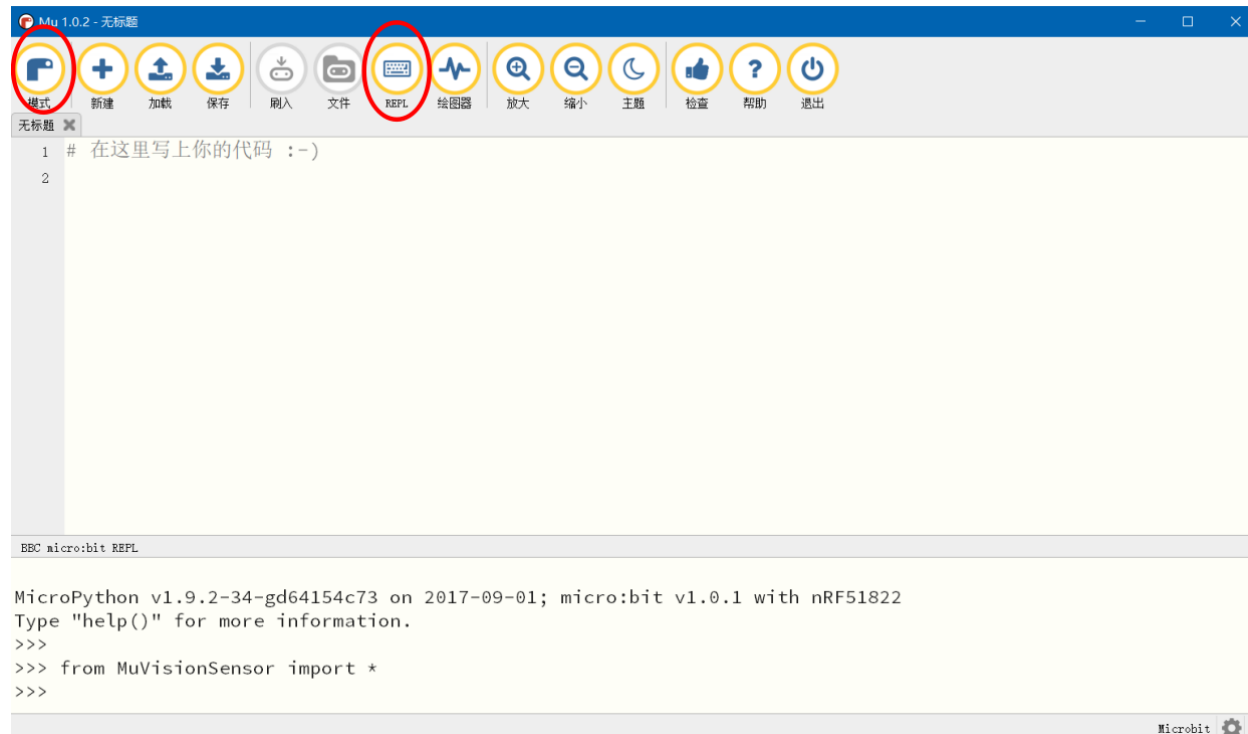 Mu 1.0.2 - 无标题
模式 新建 加载 保存 刷入 文件 REPL 绘图器 放大 缩小 主题 检查 帮助 退出
无标题
1 # 在这里写上你的代码 :-)
2
BBC micro:bit REPL
MicroPython v1.9.2-34-gd64154c73 on 2017-09-01; micro:bit v1.0.1 with nRF51822
Type "help()" for more information.
>>>
>>> from MuVisionSensor import *
>>>
Microbit